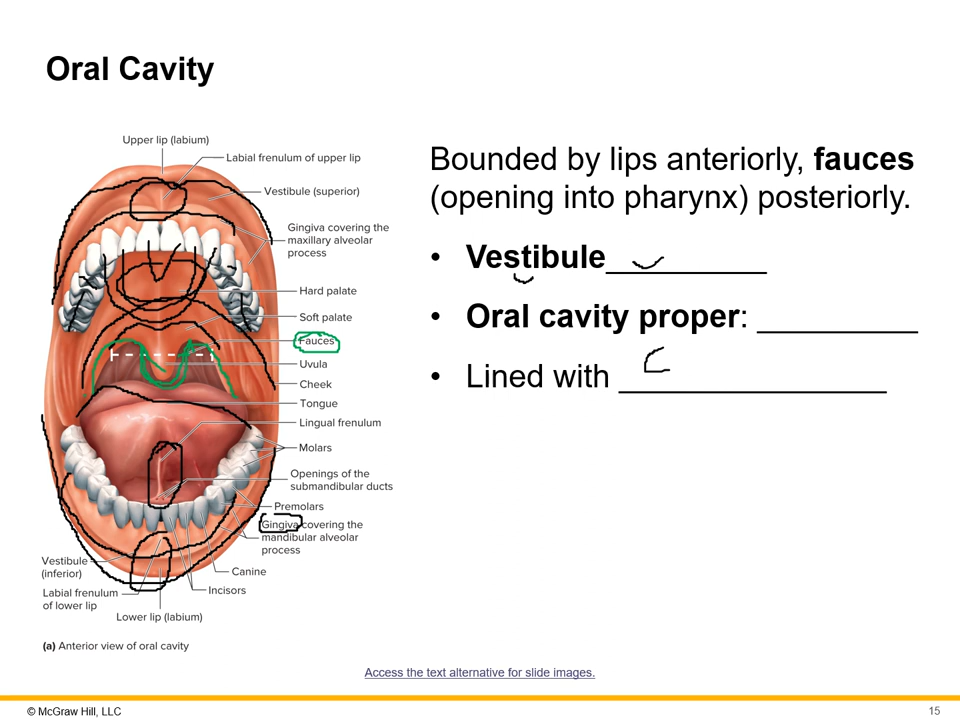 Oral Cavity
Upper lip (labium)
Labial frenulum of upper lip
Vestibule (superior)
Gingiva covering the
maxillary alveolar
process
Hard palate
Soft palate
Fauces
Uvula
Cheek
Tongue
Lingual frenulum
Molars
Openings of the
submandibular ducts
Premolars
Gingiva covering the
mandibular alveolar
process
Vestibule
(inferior)
Canine
Labial frenulum
of lower lip
Incisors
Lower lip (labium)
(a) Anterior view of oral cavity
Bounded by lips anteriorly, fauces
(opening into pharynx) posteriorly.
• Vestibule_________
• Oral cavity proper: _________
• Lined with _______________
Access the text alternative for slide images.
© McGraw Hill, LLC
15